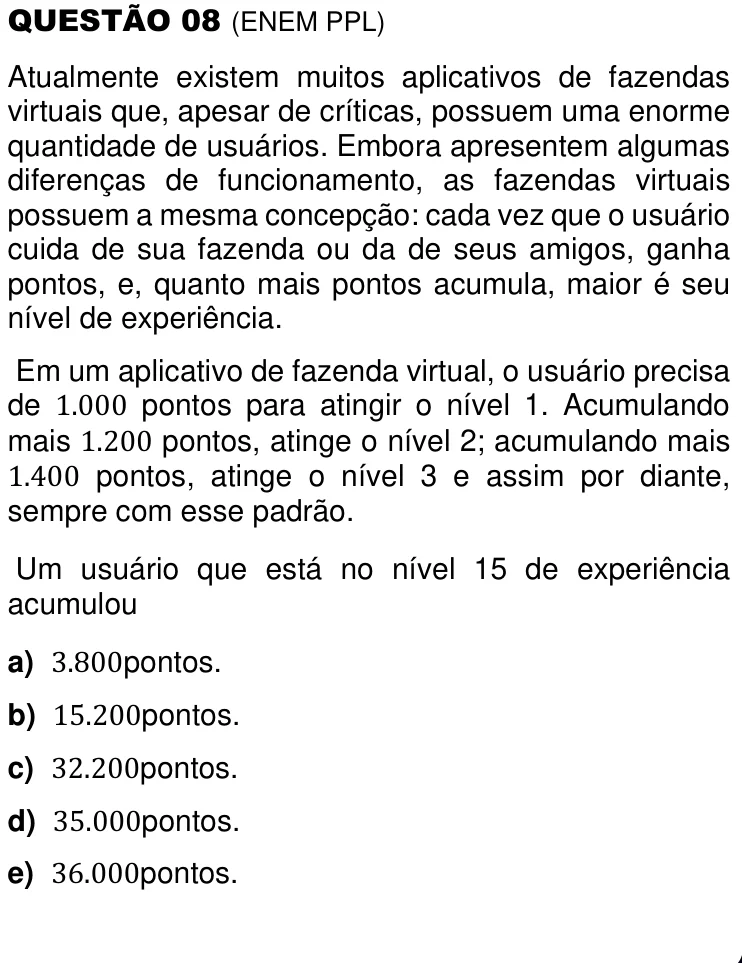 QUESTÃO 08 (ENEM PPL)
Atualmente existem muitos aplicativos de fazendas
virtuais que, apesar de críticas, possuem uma enorme
quantidade de usuários. Embora apresentem algumas
diferenças de funcionamento, as fazendas virtuais
possuem a mesma concepção: cada vez que o usuário
cuida de sua fazenda ou da de seus amigos, ganha
pontos, e, quanto mais pontos acumula, maior é seu
nível de experiência.
Em um aplicativo de fazenda virtual, o usuário precisa
de 1.000 pontos para atingir o nível 1. Acumulando
mais 1.200 pontos, atinge o nível 2; acumulando mais
1.400 pontos, atinge o nível 3 e assim por diante,
sempre com esse padrão.
Um usuário que está no nível 15 de experiência
acumulou
a) 3.800pontos.
b) 15.200pontos.
c) 32.200pontos.
d) 35.000pontos.
e) 36.000pontos.